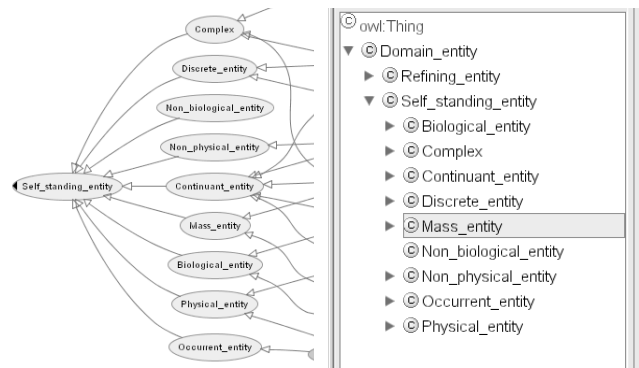 Complex
Discrete_entity
Non_biological_entity
Non_physical_entity
Self_standing_entity
Continuant_entity
Mass_entity
Biological_entity
Physical_entity
Occurrent_entity
C owl:Thing
C Domain_entity
C Refining_entity
C Self_standing_entity
C Biological_entity
C Complex
C Continuant_entity
C Discrete_entity
C Mass_entity
C Non_biological_entity
C Non_physical_entity
C Occurrent_entity
C Physical_entity